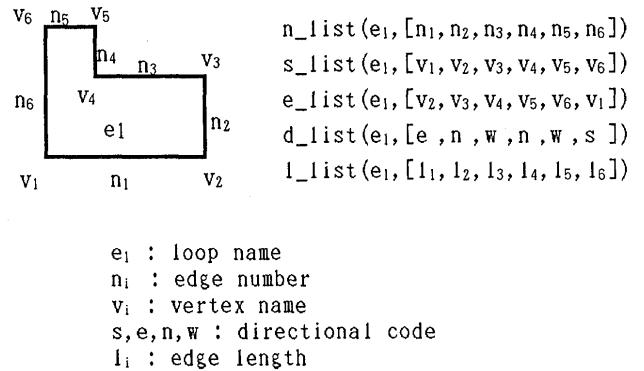 v₆ n₅ v₅
n₄
n₃ v₃
n₆ v₄ n₂
e1
v₁ n₁ v₂
n_list(e₁,[n₁,n₂,n₃,n₄,n₅,n₆])
s_list(e₁,[v₁,v₂,v₃,v₄,v₅,v₆])
e_list(e₁,[v₂,v₃,v₄,v₅,v₆,v₁])
d_list(e₁,[e ,n ,w ,n ,w ,s ])
l_list(e₁,[l₁,l₂,l₃,l₄,l₅,l₆])
e₁ : loop name
nᵢ : edge number
vᵢ : vertex name
s,e,n,w : directional code
lᵢ : edge length